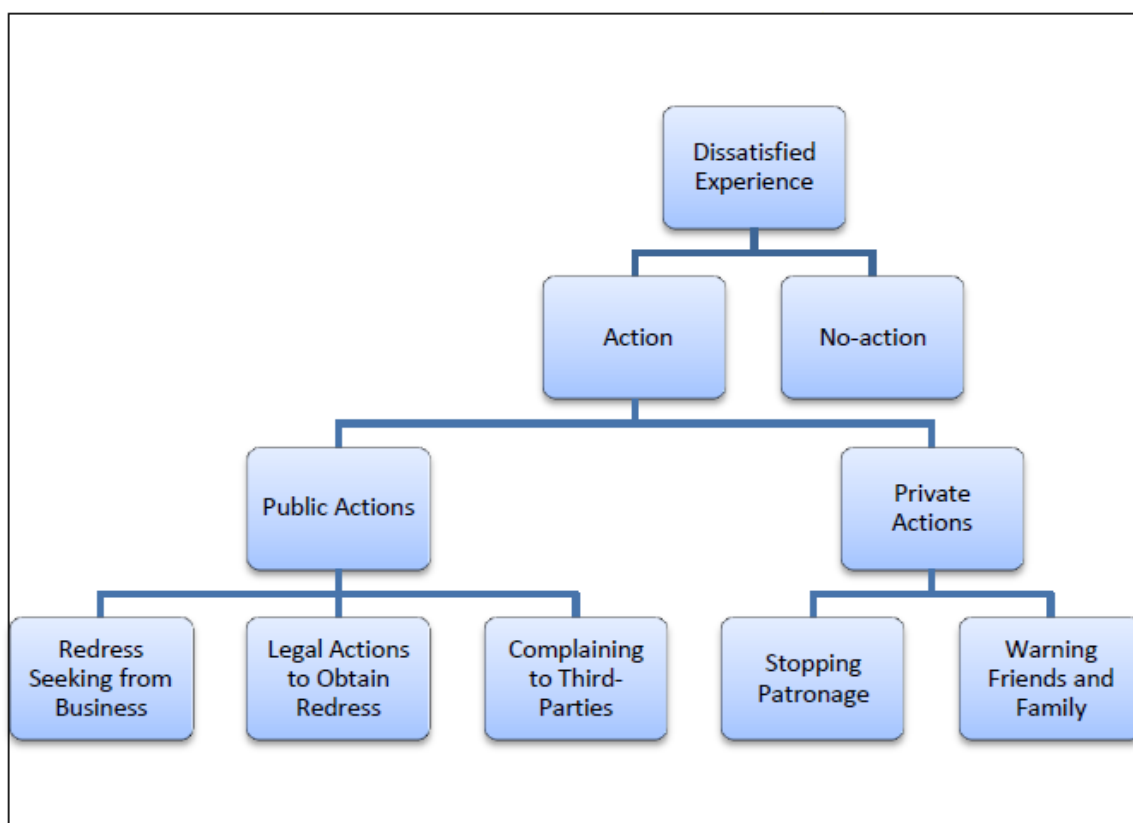 Dissatisfied
Experience
Action
No-action
Public Actions
Private
Actions
Redress
Seeking from
Business
Legal Actions
to Obtain
Redress
Complaining
to Third-
Parties
Stopping
Patronage
Warning
Friends and
Family